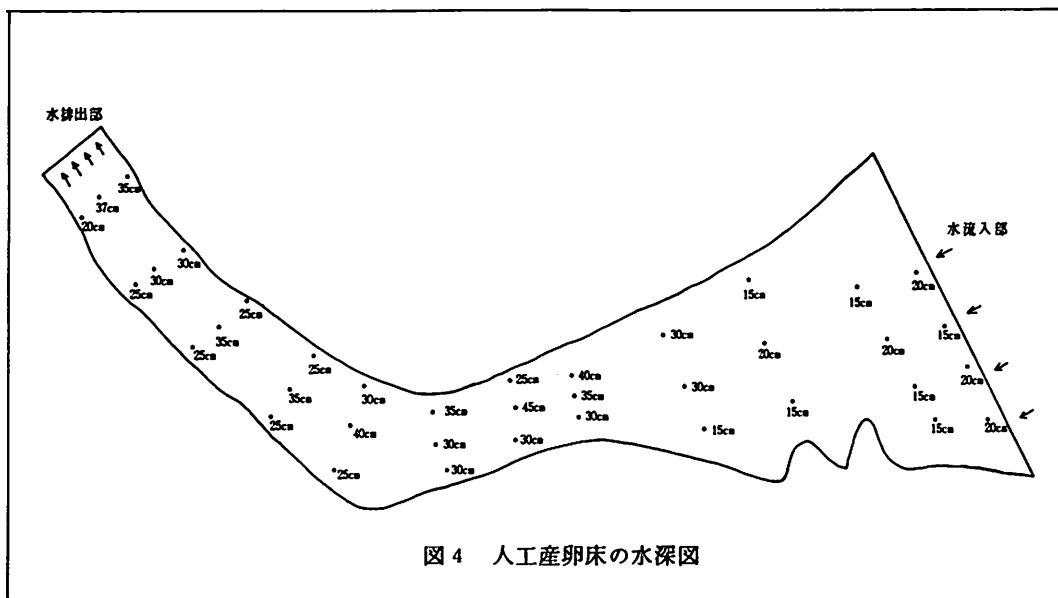 水排出部
35cm
37cm
20cm
30cm
30cm
25cm
25cm
35cm
25cm
25cm
35cm
30cm
25cm
40cm
25cm
35cm
30cm
30cm
25cm
45cm
30cm
40cm
35cm
30cm
30cm
30cm
15cm
15cm
20cm
15cm
水流入部
20cm
15cm
15cm
20cm
20cm
15cm
15cm
20cm
図4 人工産卵床の水深図